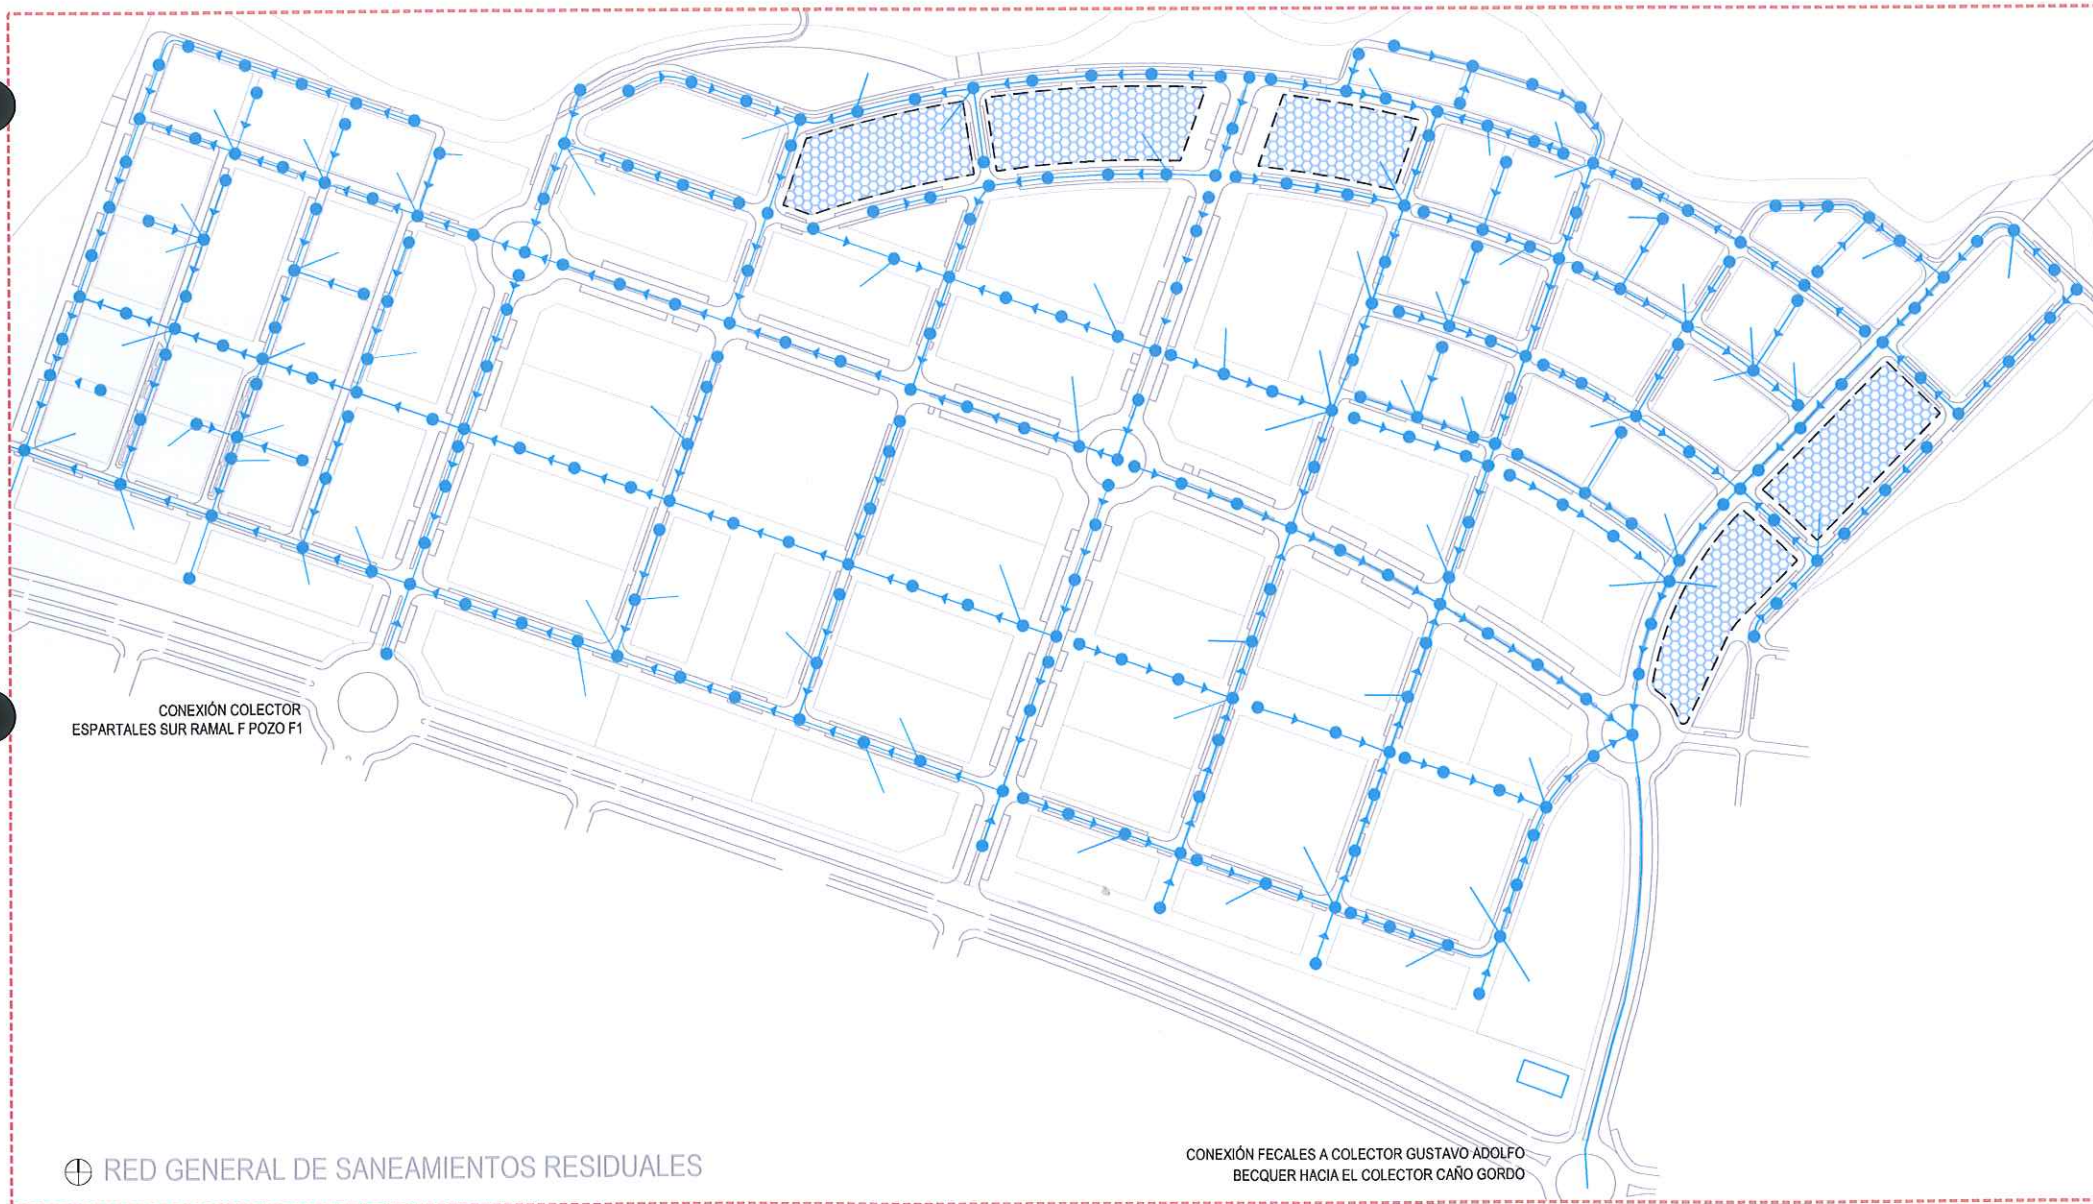 CONEXIÓN COLECTOR
ESPARTALES SUR RAMAL F POZO F1
RED GENERAL DE SANEAMIENTOS RESIDUALES
CONEXIÓN FECALES A COLECTOR GUSTAVO ADOLFO
BECQUER HACIA EL COLECTOR CAÑO GORDO